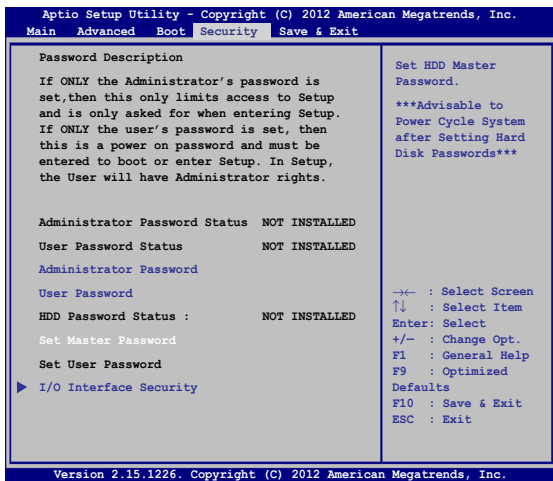 Aptio Setup Utility - Copyright (C) 2012 American Megatrends, Inc.
Main Advanced Boot Security Save & Exit
Password Description
If ONLY the Administrator's password is
set,then this only limits access to Setup
and is only asked for when entering Setup.
If ONLY the user's password is set, then
this is a power on password and must be
entered to boot or enter Setup. In Setup,
the User will have Administrator rights.
Administrator Password Status NOT INSTALLED
User Password Status NOT INSTALLED
Administrator Password
User Password
HDD Password Status : NOT INSTALLED
Set Master Password
Set User Password
I/O Interface Security
Set HDD Master
Password.
***Advisable to
Power Cycle System
after Setting Hard
Disk Passwords***
→← : Select Screen
↑↓ : Select Item
Enter: Select
+/— : Change Opt.
F1 : General Help
F9 : Optimized
Defaults
F10 : Save & Exit
ESC : Exit
Version 2.15.1226. Copyright (C) 2012 American Megatrends, Inc.